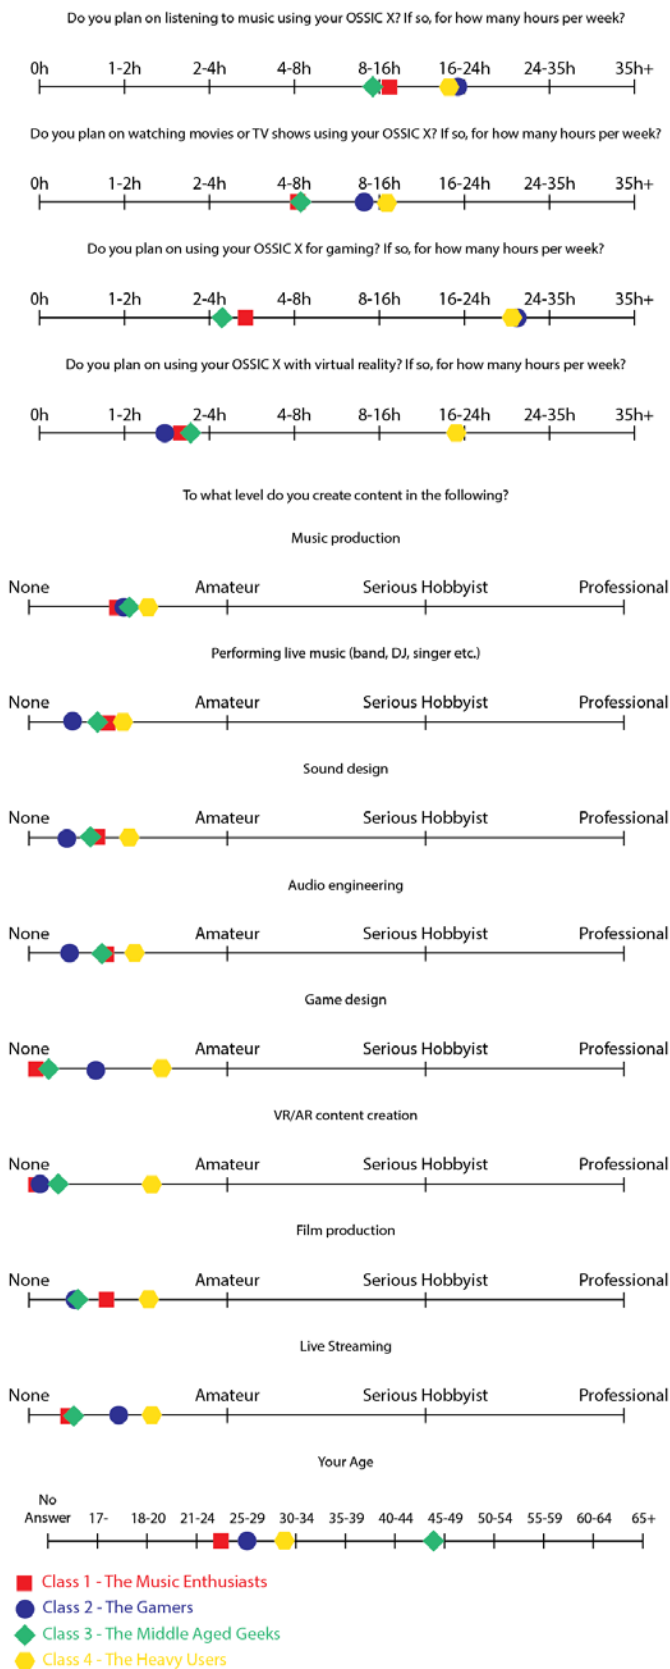 Do you plan on listening to music using your OSSIC X? If so, for how many hours per week?
0h 1-2h 2-4h 4-8h 8-16h 16-24h 24-35h 35h+
Do you plan on watching movies or TV shows using your OSSIC X? If so, for how many hours per week?
0h 1-2h 2-4h 4-8h 8-16h 16-24h 24-35h 35h+
Do you plan on using your OSSIC X for gaming? If so, for how many hours per week?
0h 1-2h 2-4h 4-8h 8-16h 16-24h 24-35h 35h+
Do you plan on using your OSSIC X with virtual reality? If so, for how many hours per week?
0h 1-2h 2-4h 4-8h 8-16h 16-24h 24-35h 35h+
To what level do you create content in the following?
Music production
None Amateur Serious Hobbyist Professional
Performing live music (band, DJ, singer etc.)
None Amateur Serious Hobbyist Professional
Sound design
None Amateur Serious Hobbyist Professional
Audio engineering
None Amateur Serious Hobbyist Professional
Game design
None Amateur Serious Hobbyist Professional
VR/AR content creation
None Amateur Serious Hobbyist Professional
Film production
None Amateur Serious Hobbyist Professional
Live Streaming
None Amateur Serious Hobbyist Professional
Your Age
No
Answer 17- 18-20 21-24 25-29 30-34 35-39 40-44 45-49 50-54 55-59 60-64 65+
Class 1 - The Music Enthusiasts
Class 2 - The Gamers
Class 3 - The Middle Aged Geeks
Class 4 - The Heavy Users